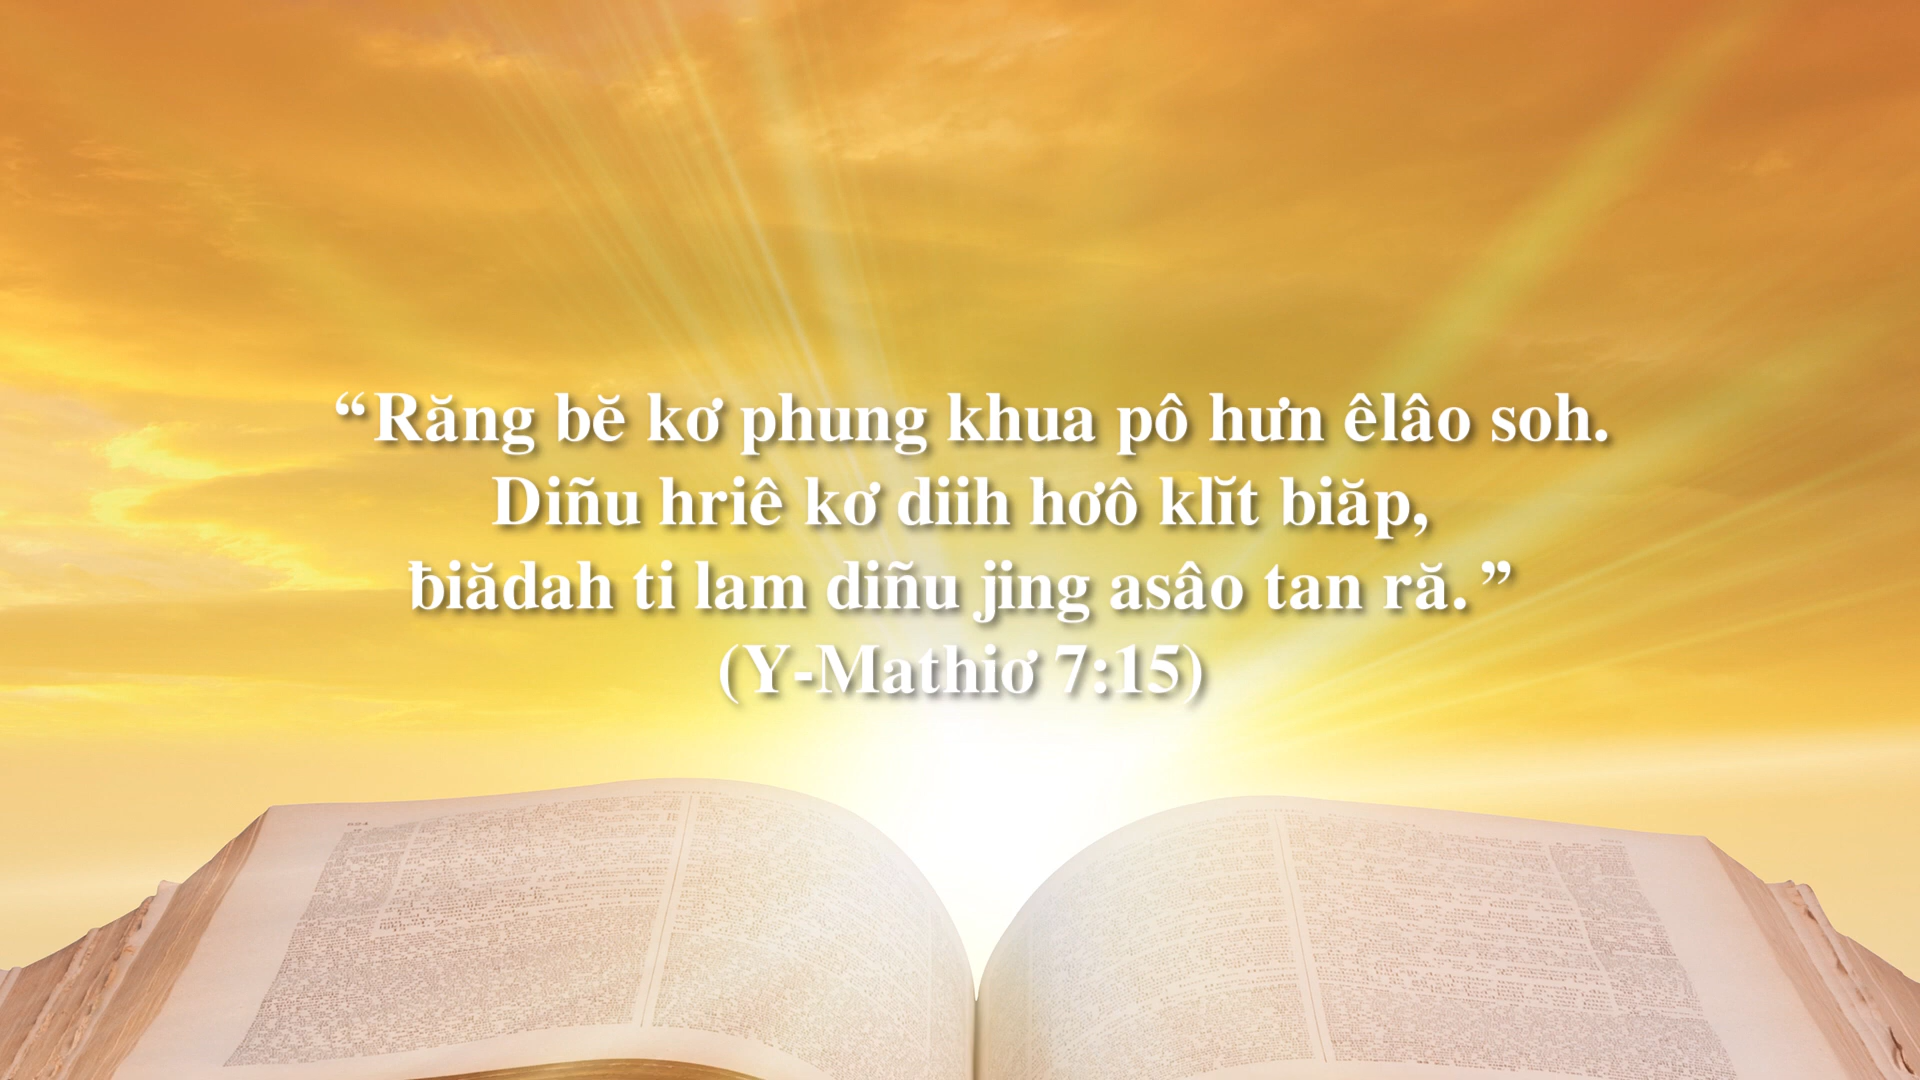 “Răng bĕ kơ phung khua pô hưn êlâo soh.
Diñu hriê kơ diih hơô klĭt biăp,
ƀiădah ti lam diñu jing asâo tan ră.”
(Y-Mathiơ 7:15)